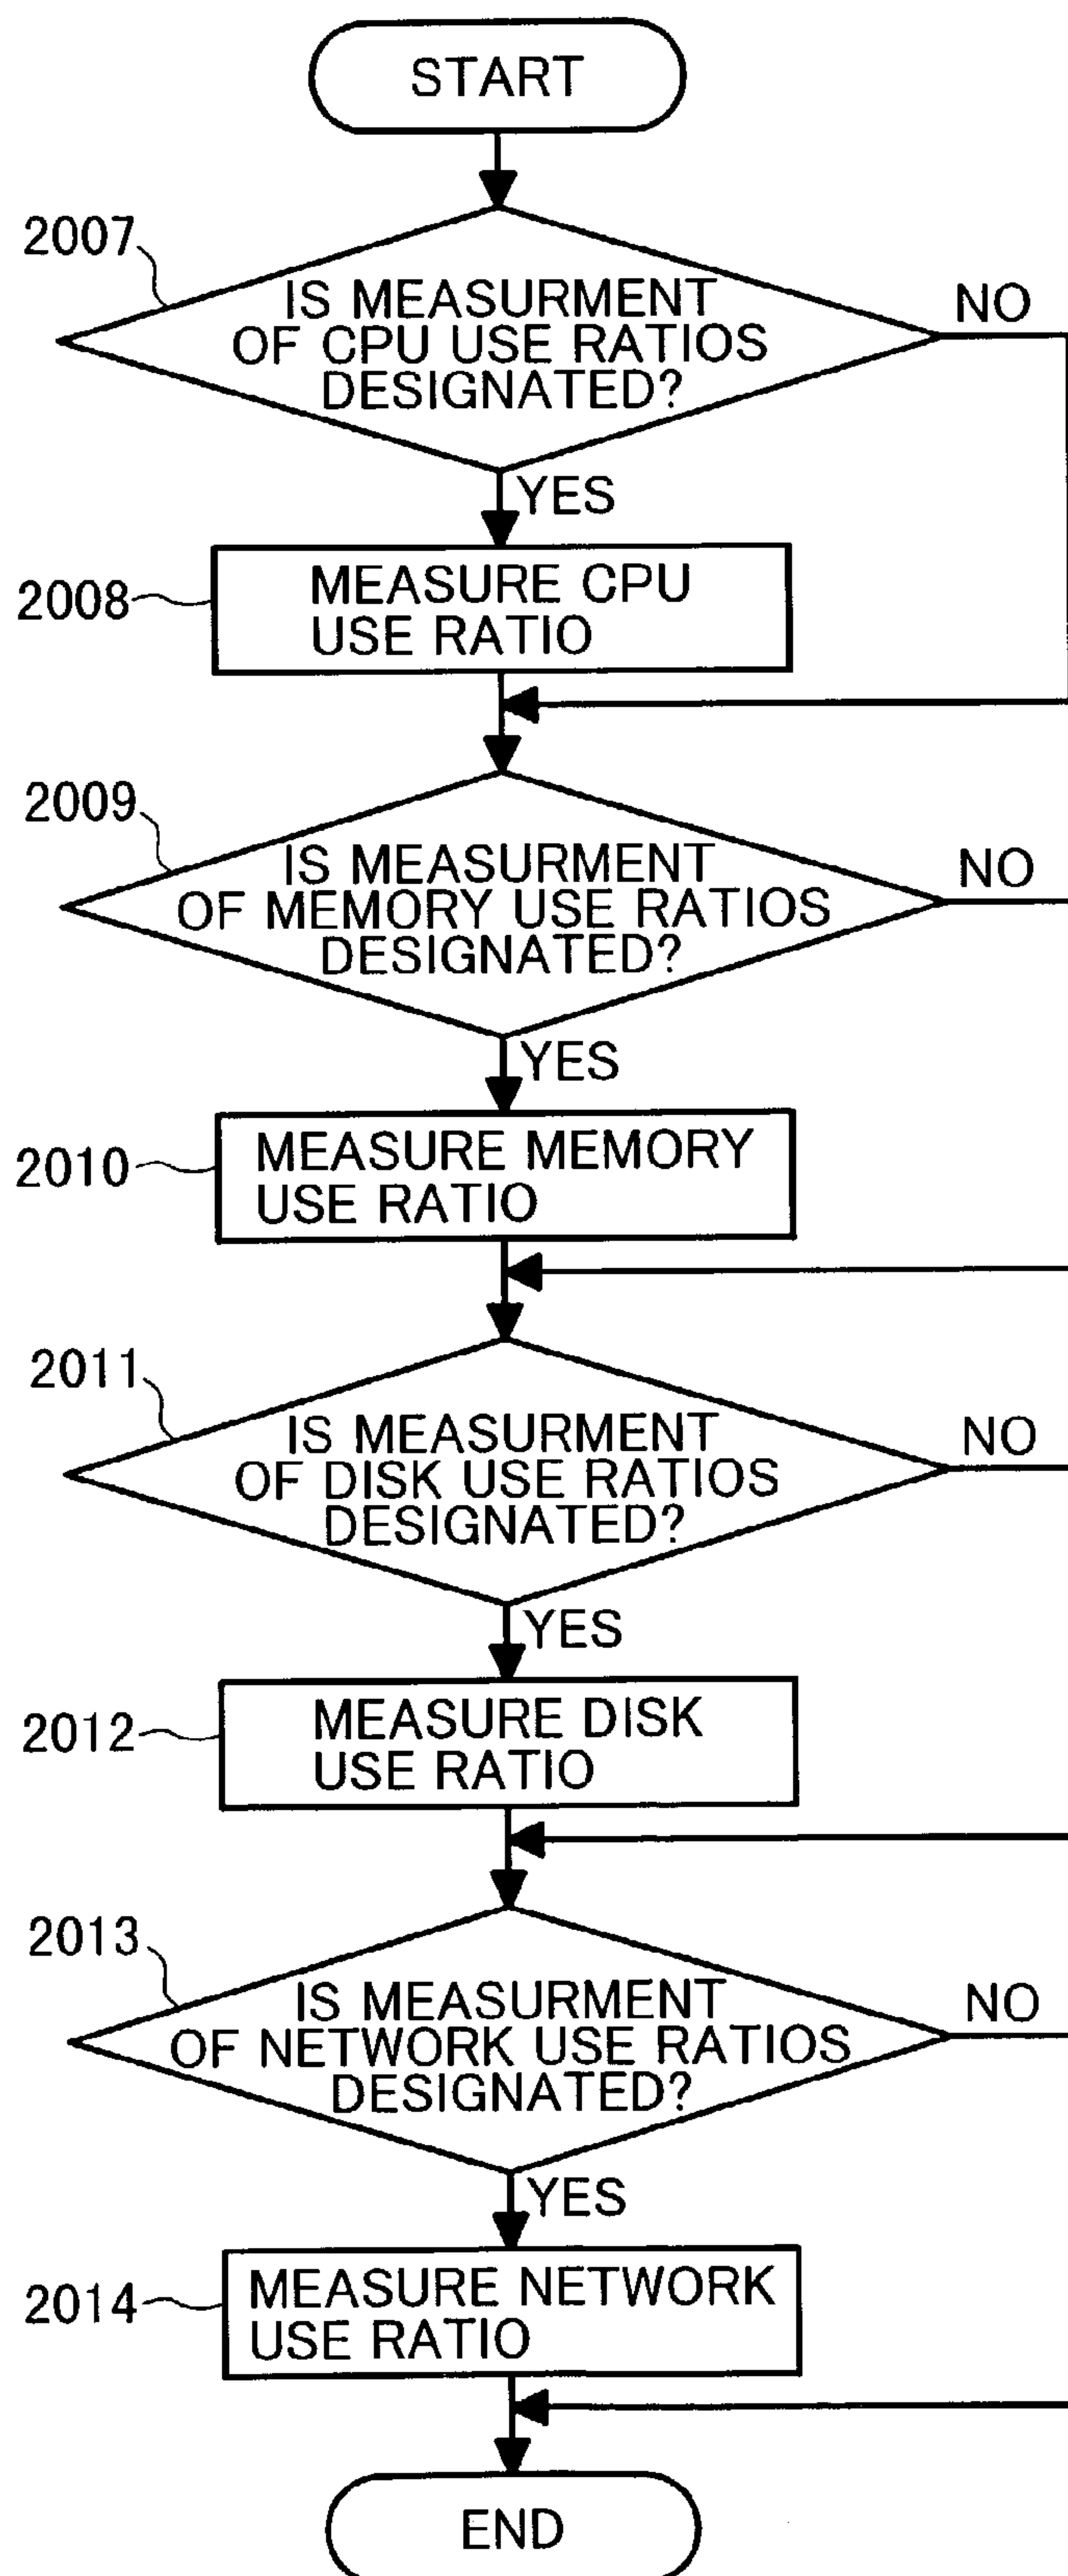 START
2007
IS MEASURMENT
OF CPU USE RATIOS
DESIGNATED?
NO
YES
2008
MEASURE CPU
USE RATIO
2009
IS MEASURMENT
OF MEMORY USE RATIOS
DESIGNATED?
NO
YES
2010
MEASURE MEMORY
USE RATIO
2011
IS MEASURMENT
OF DISK USE RATIOS
DESIGNATED?
NO
YES
2012
MEASURE DISK
USE RATIO
2013
IS MEASURMENT
OF NETWORK USE RATIOS
DESIGNATED?
NO
YES
2014
MEASURE NETWORK
USE RATIO
END